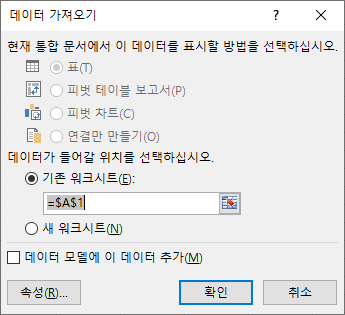 데이터 가져오기
?
현재 통합 문서에서 이 데이터를 표시할 방법을 선택하십시오.
표(T)
피벗 테이블 보고서(P)
피벗 차트(C)
연결만 만들기(O)
데이터가 들어갈 위치를 선택하십시오.
기존 워크시트(E):
=$A$1
새 워크시트(N)
데이터 모델에 이 데이터 추가(M)
속성(R)... 확인 취소